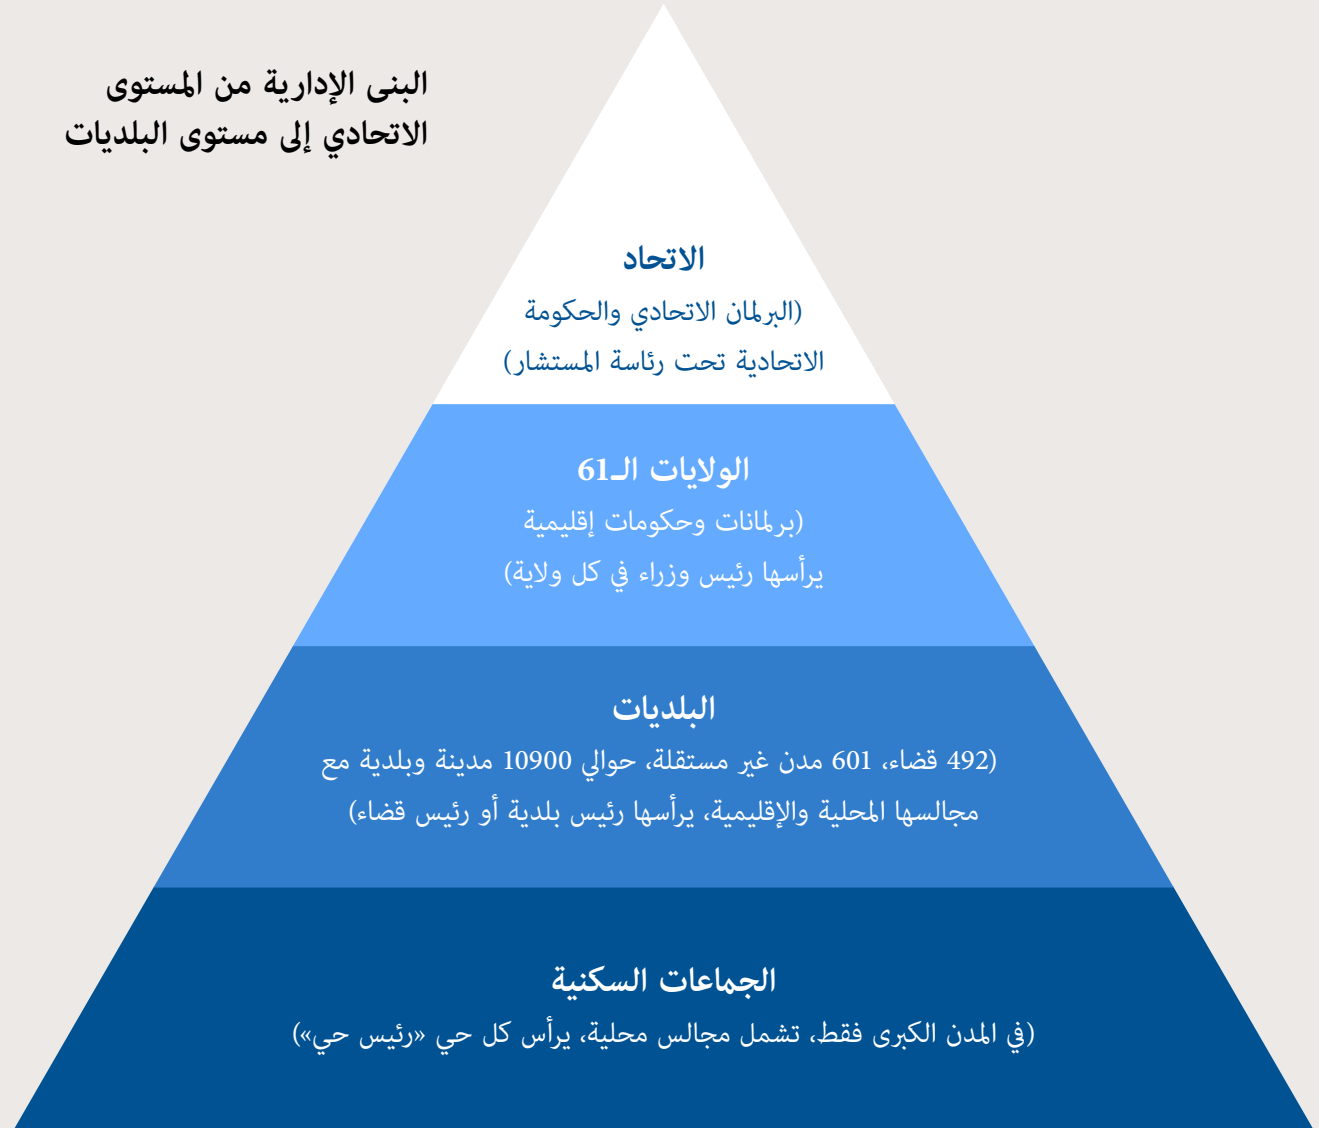 البنى الإدارية من المستوى
الاتحادي إلى مستوى البلديات
الاتحاد
(البرلمان الاتحادي والحكومة
الاتحادية تحت رئاسة المستشار)
الولايات الـ61
(برلمانات وحكومات إقليمية
يرأسها رئيس وزراء في كل ولاية)
البلديات
(492 قضاء، 601 مدن غير مستقلة، حوالي 10900 مدينة وبلدية مع
مجالسها المحلية والإقليمية، يرأسها رئيس بلدية أو رئيس قضاء)
الجماعات السكنية
(في المدن الكبرى فقط، تشمل مجالس محلية، يرأس كل حي «رئيس حي»)